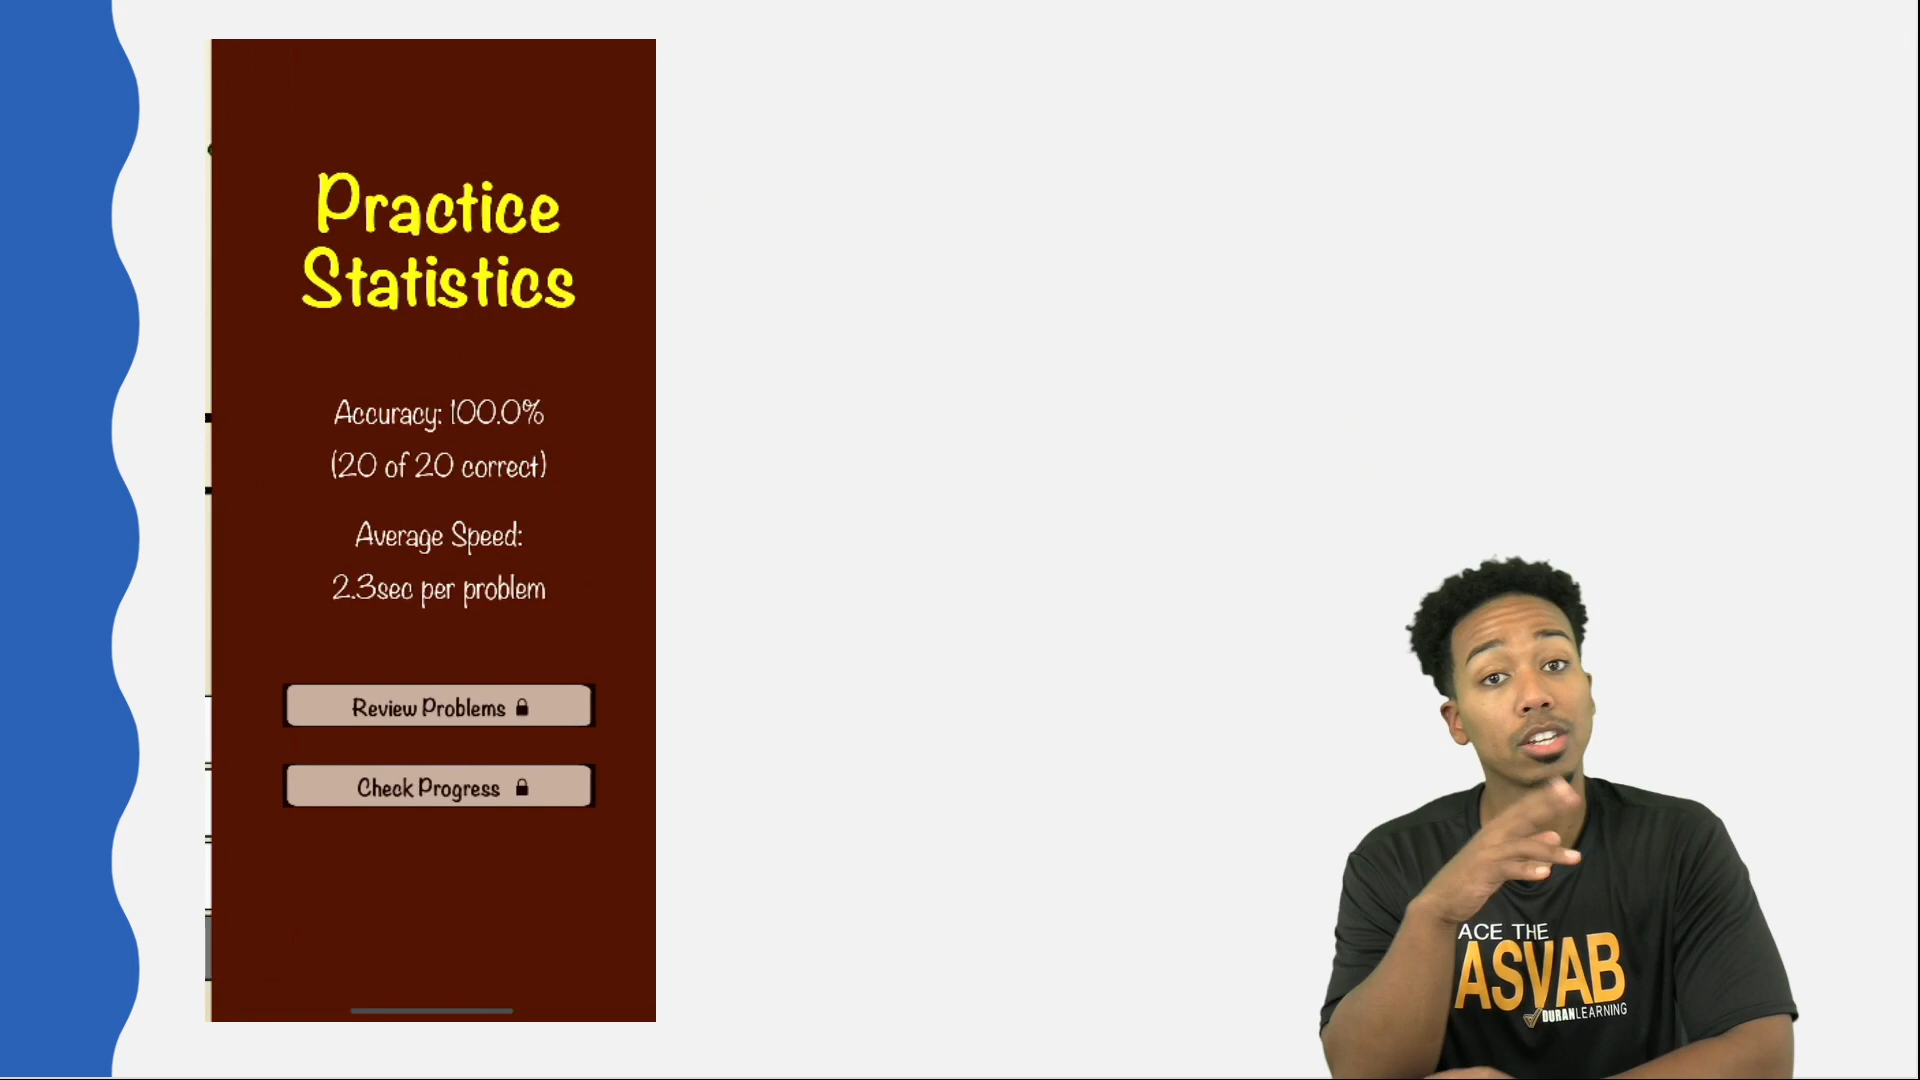 Practice
Statistics
Accuracy: 100.0%
(20 of 20 correct)
Average Speed:
2.3sec per problem
Review Problems
Check Progress
ACE THE
ASVAB
DURANLEARNING